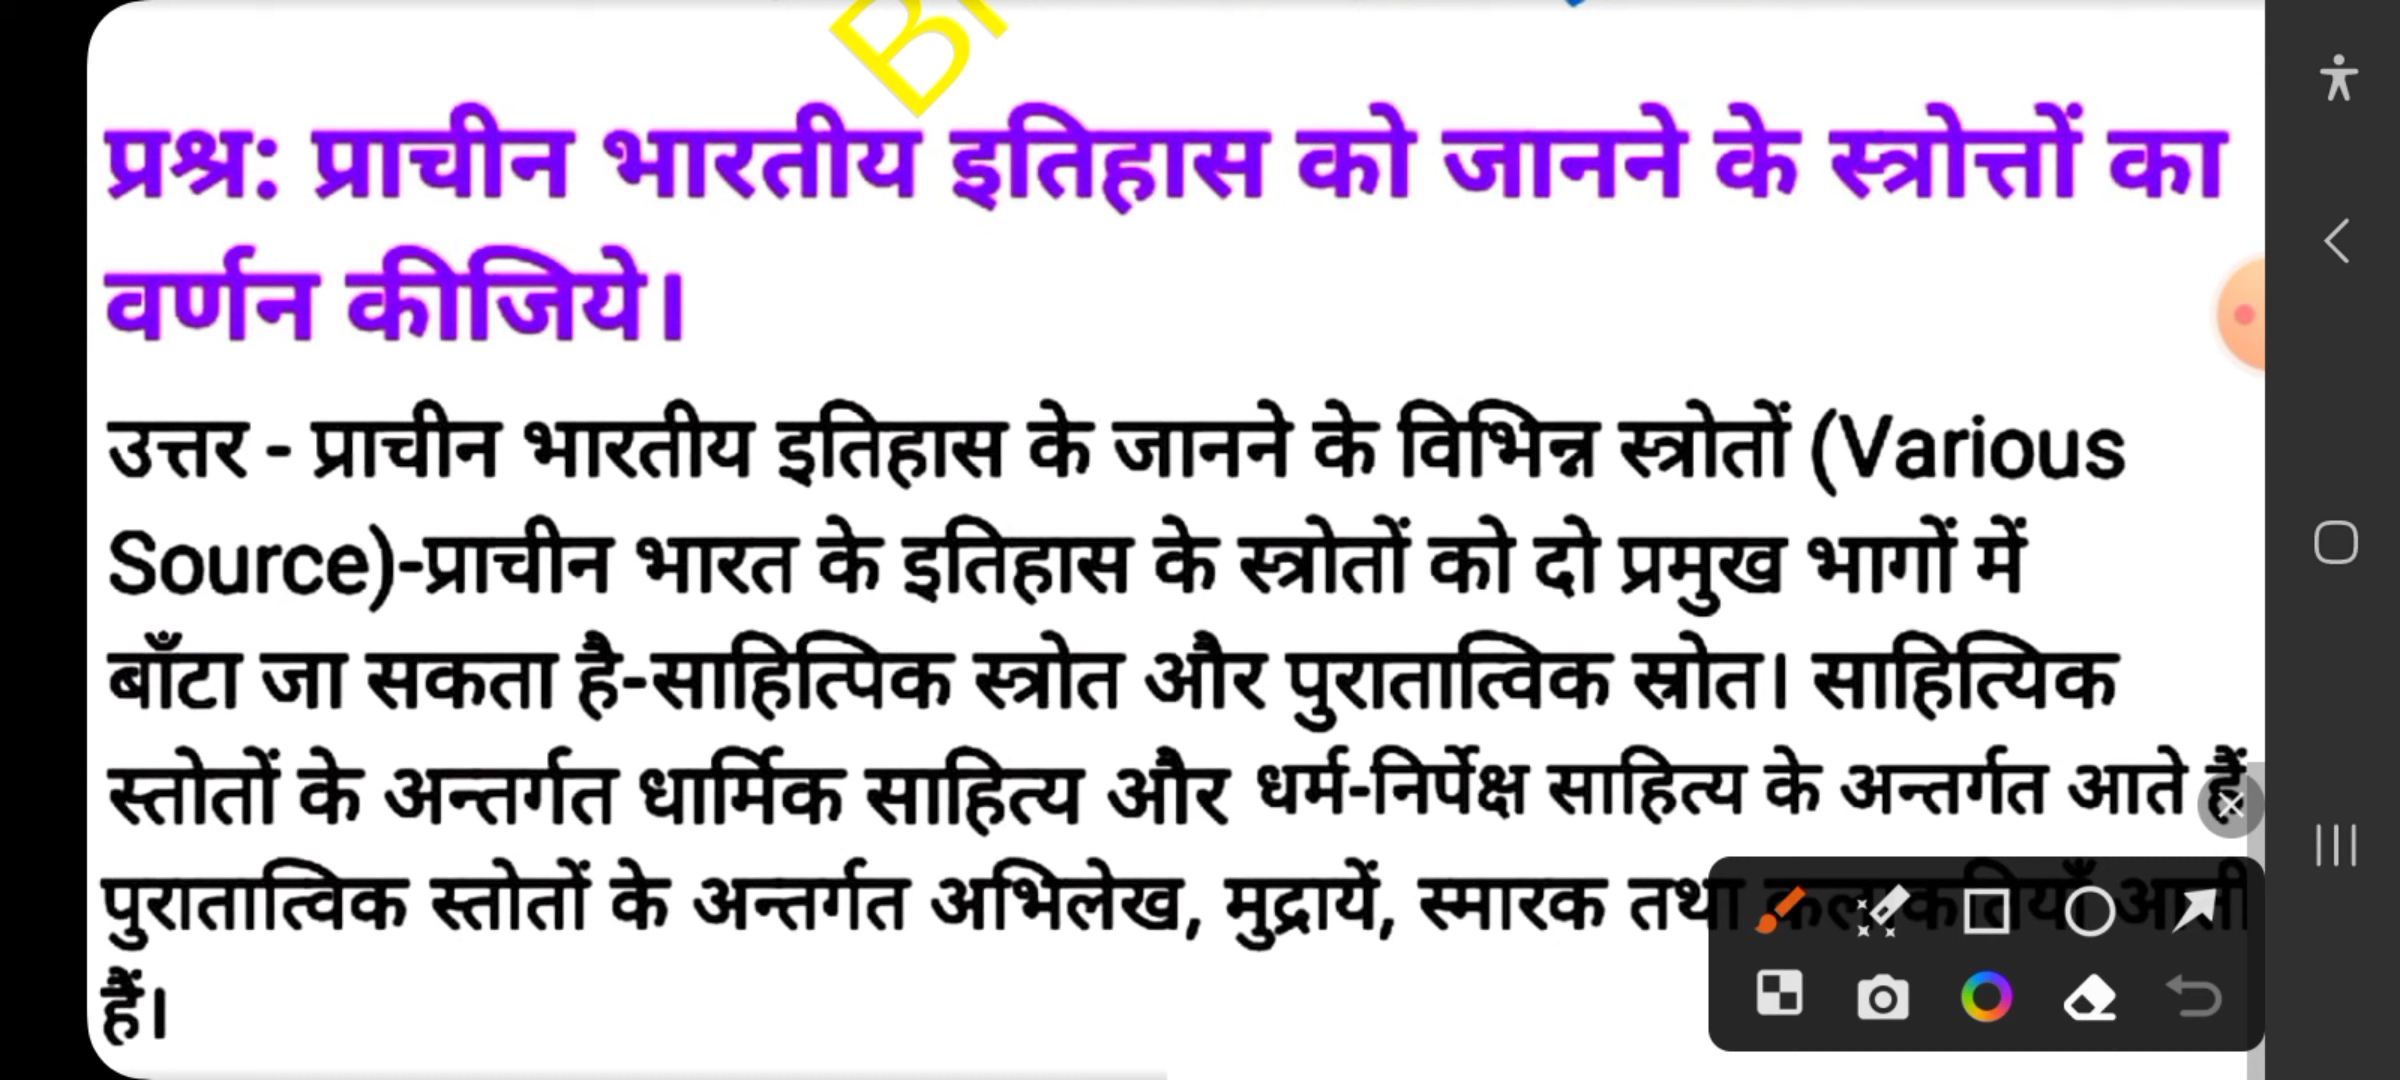 प्रश्र: प्राचीन भारतीय इतिहास को जानने के स्त्रोत्तों का
वर्णन कीजिये।
उत्तर - प्राचीन भारतीय इतिहास के जानने के विभिन्न स्त्रोतों (Various
Source)-प्राचीन भारत के इतिहास के स्त्रोतों को दो प्रमुख भागों में
बाँटा जा सकता है-साहित्पिक स्त्रोत और पुरातात्विक स्रोत। साहित्यिक
स्तोतों के अन्तर्गत धार्मिक साहित्य और धर्म-निर्पेक्ष साहित्य के अन्तर्गत आते हैं
पुरातात्विक स्तोतों के अन्तर्गत अभिलेख, मुद्रायें, स्मारक तथा
हैं।